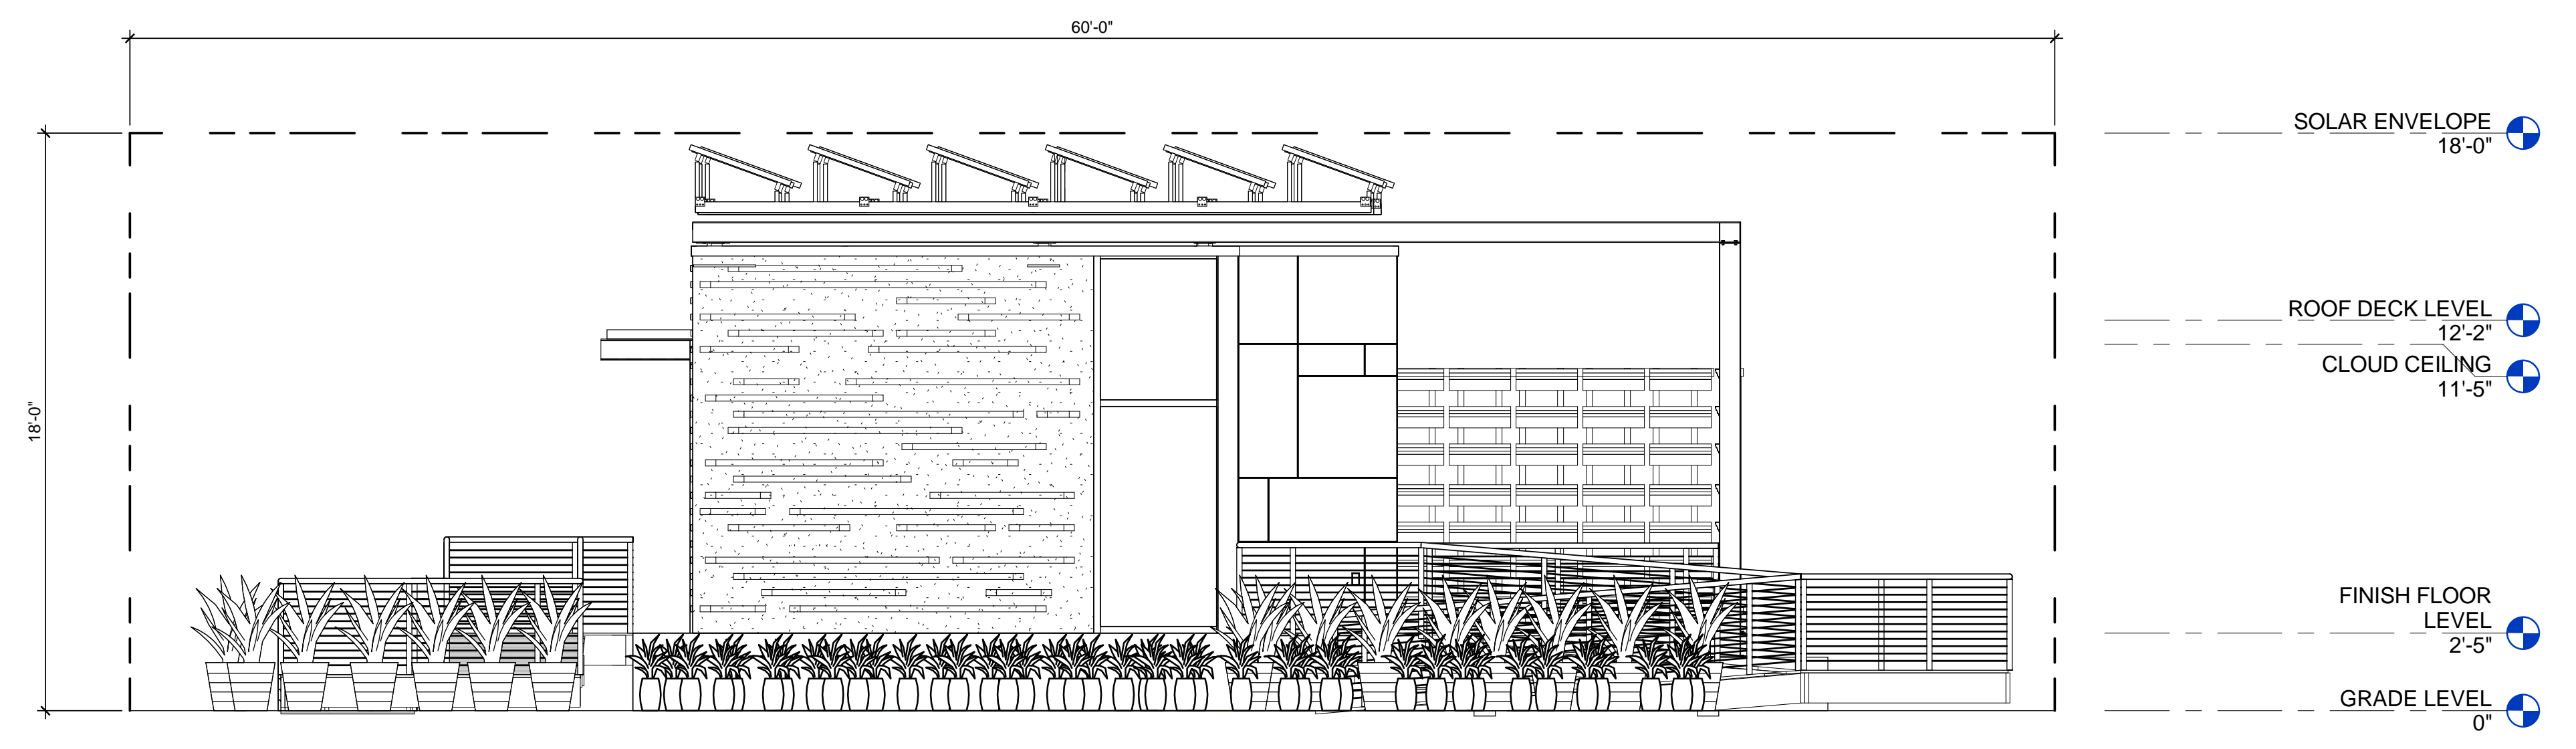 60'-0"
SOLAR ENVELOPE
18'-0"
ROOF DECK LEVEL
12'-2"
CLOUD CEILING
11'-5"
18'-0"
FINISH FLOOR
LEVEL
2'-5"
GRADE LEVEL
0"